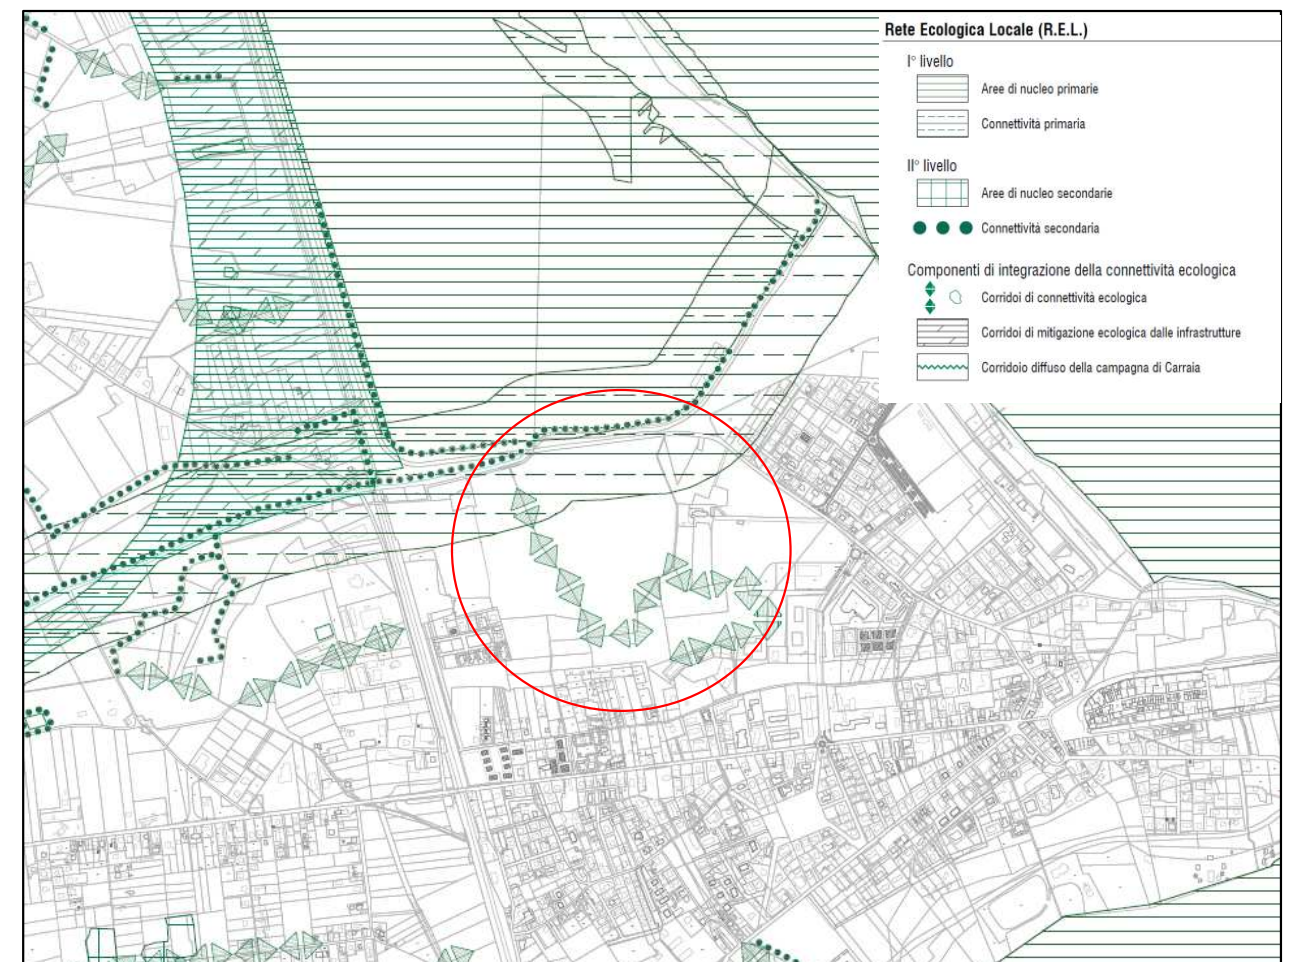 Rete Ecologica Locale (R.E.L.)
I° livello
Aree di nucleo primarie
Connettività primaria
II° livello
Aree di nucleo secondarie
Connettività secondaria
Componenti di integrazione della connettività ecologica
Corridoi di connettività ecologica
Corridoi di mitigazione ecologica dalle infrastrutture
Corridoio diffuso della campagna di Carraia